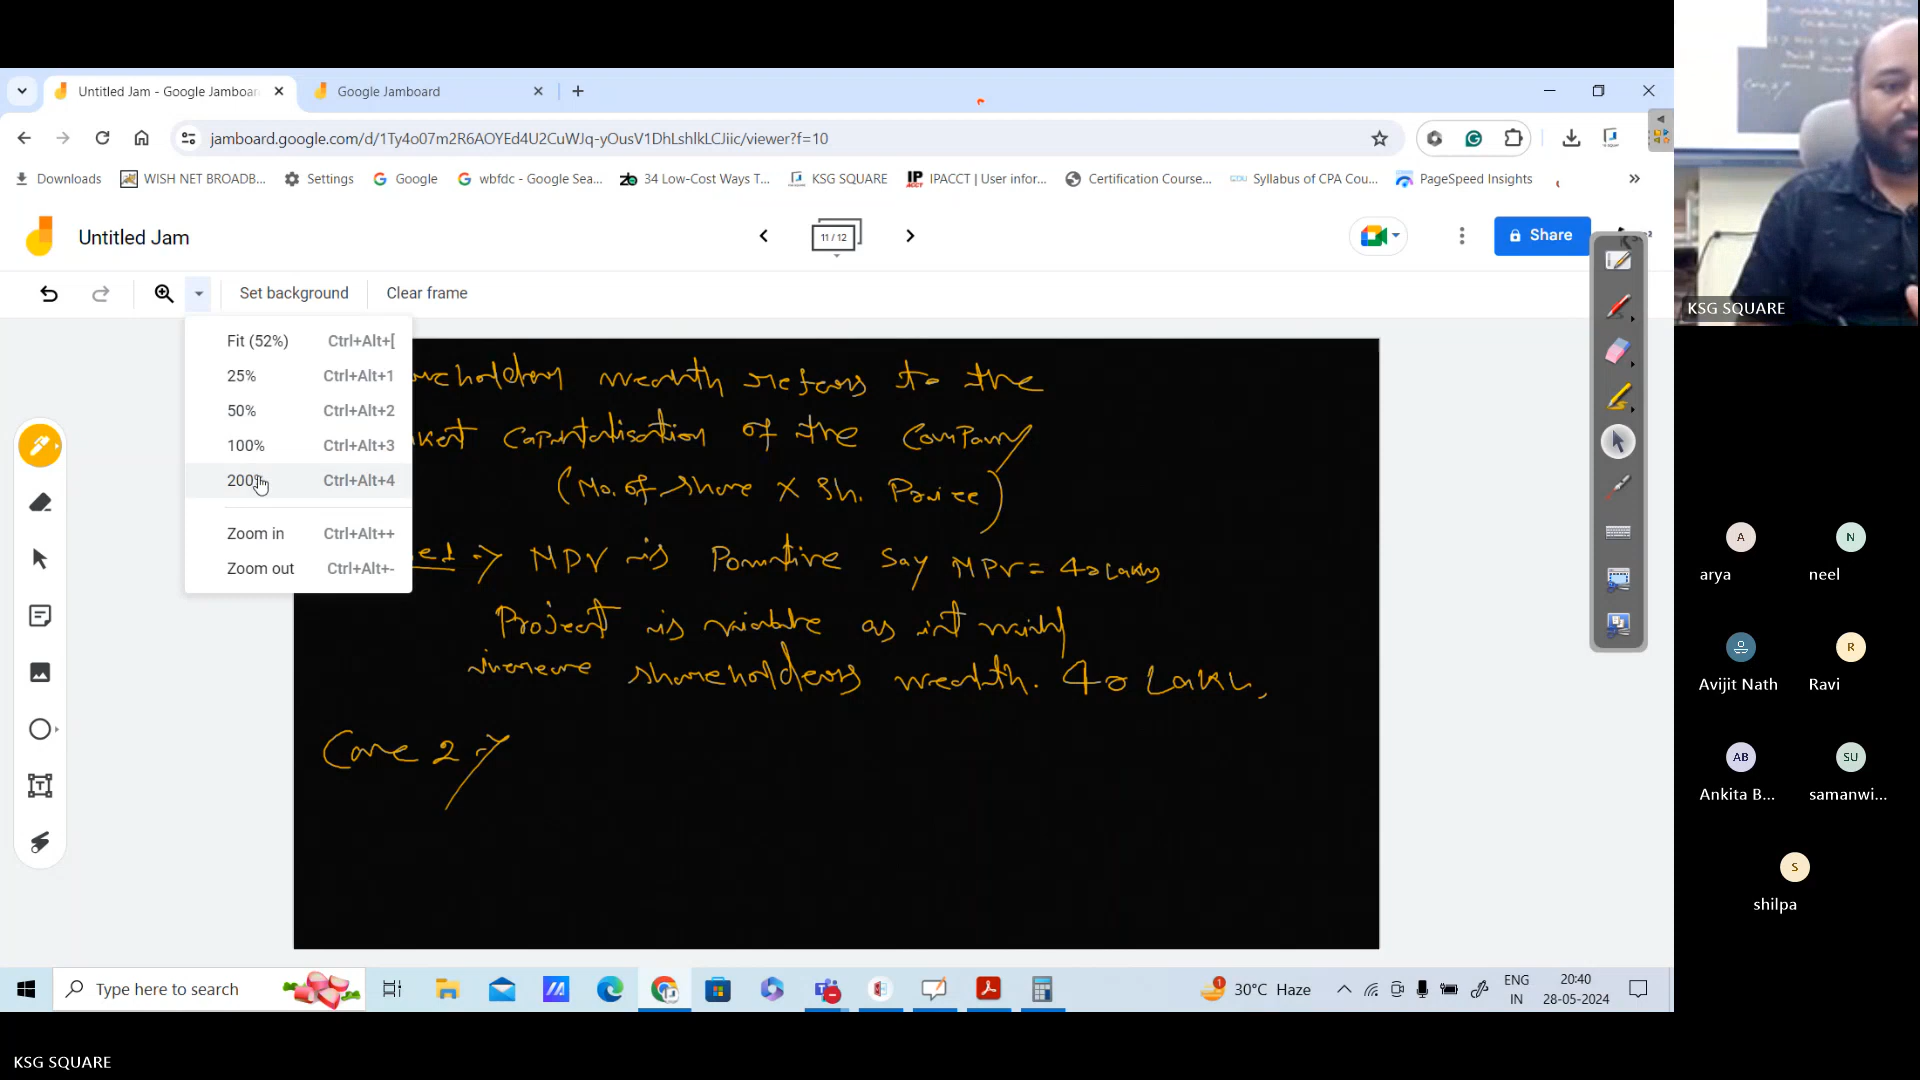 Untitled Jam - Google Jamboar
Google Jamboard
jamboard.google.com/d/1Ty4o07m2R6AOYEd4U2CuWJq-yOusV1DhLshlkLCJiic/viewer?f=10
Downloads
WISH NET BROADB...
Settings
Google
wbfdc - Google Sea...
34 Low-Cost Ways T...
KSG SQUARE
IPACCT | User infor...
Certification Course...
Syllabus of CPA Cou...
PageSpeed Insights
Untitled Jam
11 / 12
Share
Set background
Clear frame
Fit (52%) Ctrl+Alt+[
25% Ctrl+Alt+1
50% Ctrl+Alt+2
100% Ctrl+Alt+3
200% Ctrl+Alt+4
Zoom in Ctrl+Alt++
Zoom out Ctrl+Alt+-
wealth refers to the
capitalisation of the Company
(No. of Share X Sh. Price)
NPV is Positive Say NPV = 40 Lakhs
Project is viable as it will
increase shareholders wealth. 40 Lakh,
Case 2 →
KSG SQUARE
A
arya
N
neel
Avijit Nath
R
Ravi
AB
Ankita B...
SU
samanwi...
S
shilpa
Type here to search
1
30°C Haze
ENG
IN
20:40
28-05-2024
KSG SQUARE